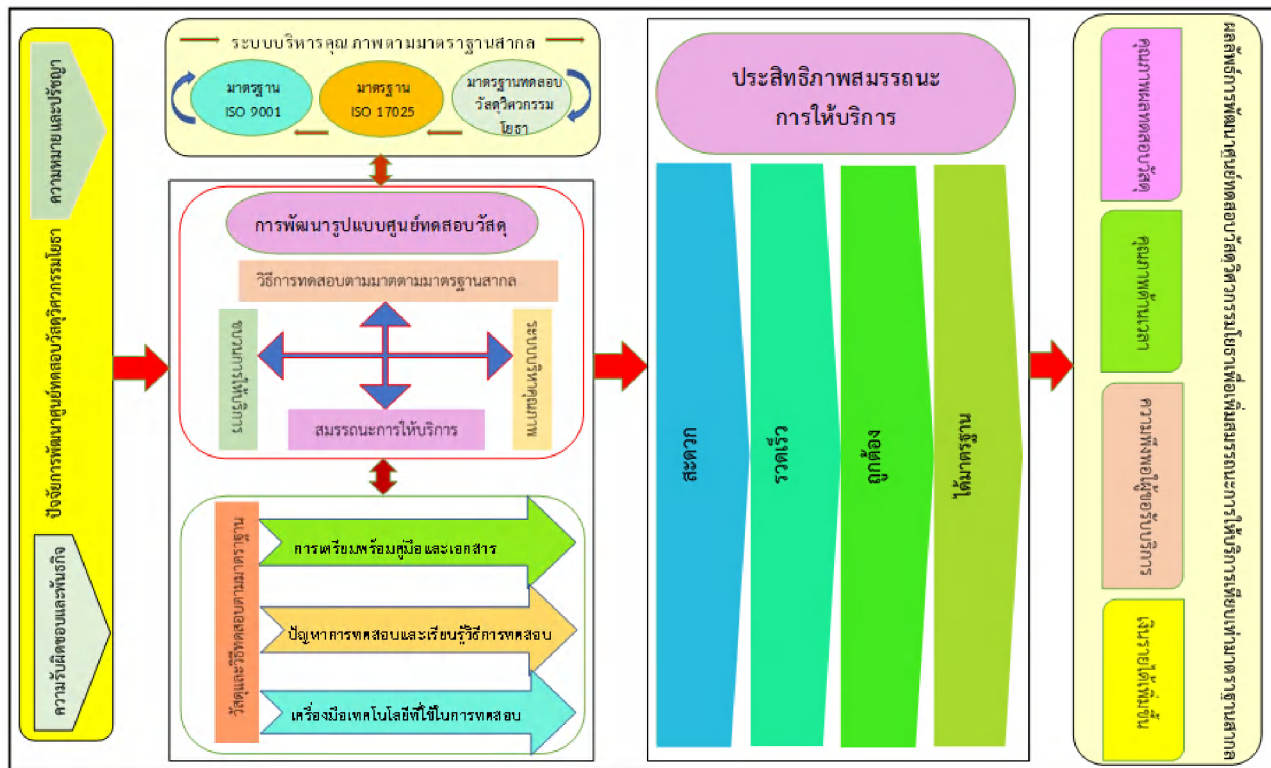 ความหมายและปรัชญา
ปัจจัยการพัฒนาศูนย์ทดสอบวัสดุวิศวกรรมโยธา
ความรับผิดชอบและพันธกิจ
ระบบบริหารคุณภาพตามมาตราฐานสากล
มาตรฐาน
ISO 9001
มาตรฐาน
ISO 17025
มาตรฐานทดสอบ
วัสดุวิศวกรรม
โยธา
การพัฒนารูปแบบศูนย์ทดสอบวัสดุ
วิธีการทดสอบตามมาตตามมาตรฐานสากล
ขบวนการให้บริการ
ระบบบริหาคุณภาพ
สมรรถนะการให้บริการ
วัสดุและวิธีทดสอบตามมาตราฐาน
การเตรียมพร้อมคู่มือและเอกสาร
ปัญหาการทดสอบและเรียนรู้วิธีการทดสอบ
เครื่องมือเทคโนโลยีที่ใช้ในการทดสอบ
ประสิทธิภาพสมรรถนะ
การให้บริการ
สะดวก
รวดเร็ว
ถูกต้อง
ได้มาตรฐาน
คุณภาพผลทดสอบวัสดุ
คุณภาพด้านเวลา
ความพึงพอใจผู้ขอรับบริการ
เงินรายได้เพิ่มขึ้น
ผลลัพธ์การพัฒนาศูนย์ทดสอบวัสดุวิศวกรรมโยธาเพื่อเพิ่มสมรรถนะการให้บริการเทียบเท่ามาตราฐานสากล